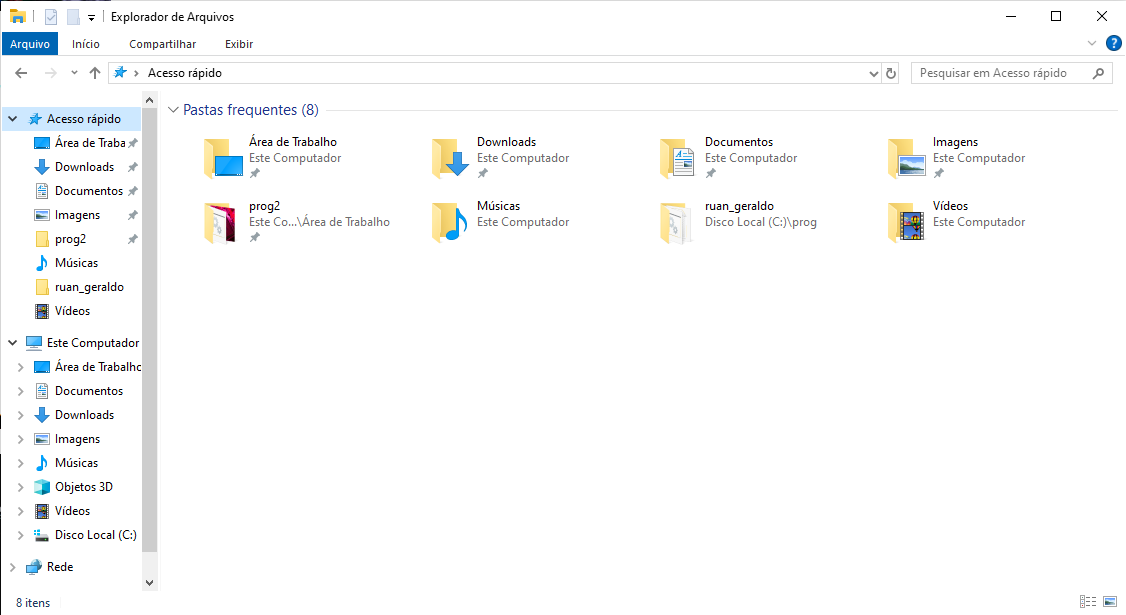 Explorador de Arquivos
Arquivo Início Compartilhar Exibir
Acesso rápido
Pesquisar em Acesso rápido
Acesso rápido
Área de Traba
Downloads
Documentos
Imagens
prog2
Músicas
ruan_geraldo
Vídeos
Este Computador
Área de Trabalho
Documentos
Downloads
Imagens
Músicas
Objetos 3D
Vídeos
Disco Local (C:)
Rede
Pastas frequentes (8)
Área de Trabalho
Este Computador
Downloads
Este Computador
Documentos
Este Computador
Imagens
Este Computador
prog2
Este Co...\Área de Trabalho
Músicas
Este Computador
ruan_geraldo
Disco Local (C:)\prog
Vídeos
Este Computador
8 itens